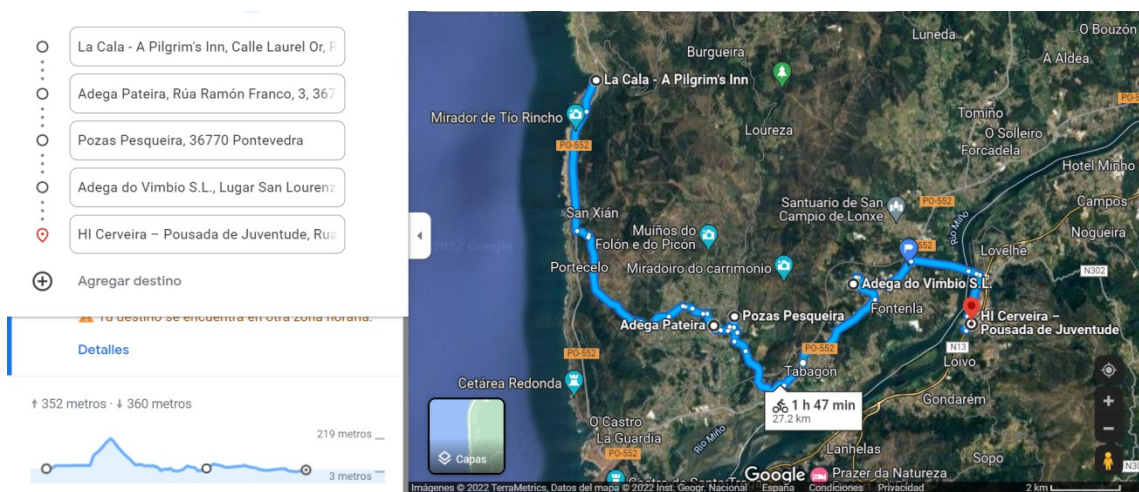 La Cala - A Pilgrim's Inn, Calle Laurel Or, R
Adega Pateira, Rúa Ramón Franco, 3, 367
Pozas Pesqueira, 36770 Pontevedra
Adega do Vimbio S.L., Lugar San Lourenz
HI Cerveira – Pousada de Juventude, Rua
Agregar destino
Tu destino se encuentra en otra zona horaria.
Detalles
↑ 352 metros · ↓ 360 metros
219 metros
3 metros
Burgueira
Luneda
O Bouzón
A Aldea
La Cala - A Pilgrim's Inn
Mirador de Tio Rincho
PO-552
Loureza
Tomiño
O Solleiro
Forcadela
Hotel Minho
Santuario de San
Campio de Lonxe
PO-552
Campos
San Xián
Río Miño
Nogueira
Muiños do
Folón e do Picón
552
Lovelhe
2022 Google
Portecelo
Miradoiro do carrimonio
N302
Adega do Vimbio S.L.
Fontenla
Adega Pateira
Pozas Pesqueira
HI Cerveira –
Pousada de Juventude
PO-552
PO-552
N13
Loivo
Cetárea Redonda
Tabagón
1 h 47 min
27.2 km
Gondarém
O Castro
La Guardia
Río Miño
PO-552
Lanhelas
Sopo
Capas
Google
Prazer da Natureza
Imágenes © 2022 TerraMetrics, Datos del mapa © 2022 Inst. Geogr. Nacional
España
Condiciones
Privacidad
2 km